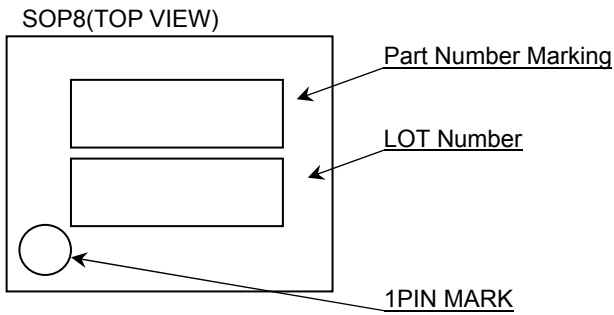 SOP8(TOP VIEW)
Part Number Marking
LOT Number
1PIN MARK